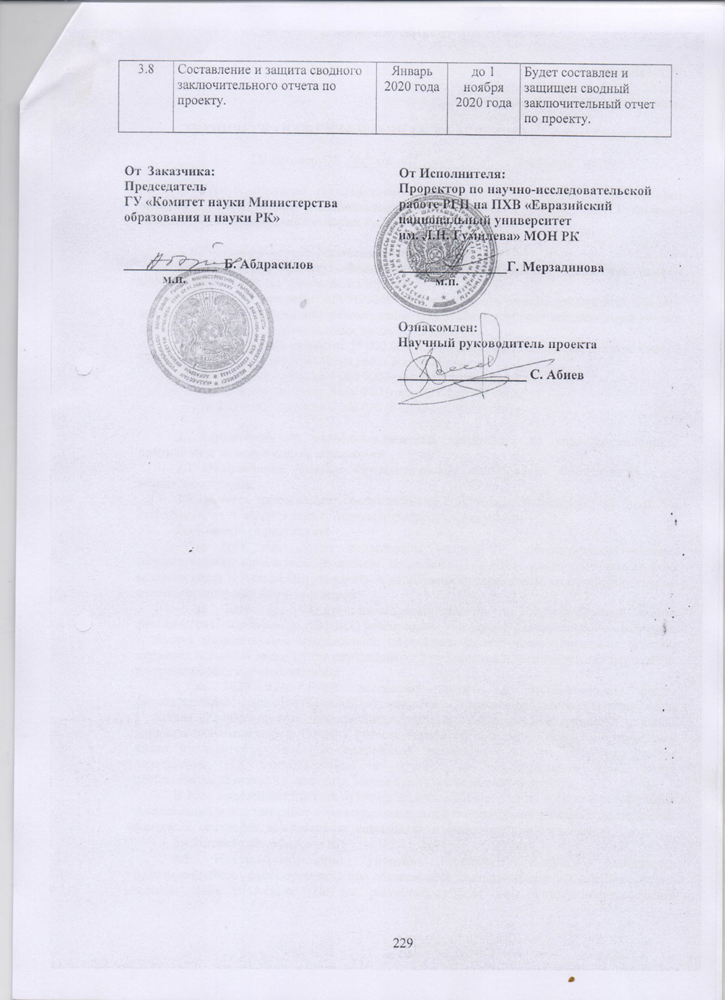 3.8
Составление и защита сводного
заключительного отчета по
проекту.
Январь
2020 года
до 1
ноября
2020 года
Будет составлен и
защищен сводный
заключительный отчет
по проекту.
От Заказчика:
Председатель
ГУ «Комитет науки Министерства
образования и науки РК»
Б. Абдрасилов
м.п.
От Исполнителя:
Проректор по научно-исследовательской
работе РГП на ПХВ «Евразийский
национальный университет
им. Л.Н. Гумилева» МОН РК
Г. Мерзадинова
м.п.
Ознакомлен:
Научный руководитель проекта
С. Абиев
229